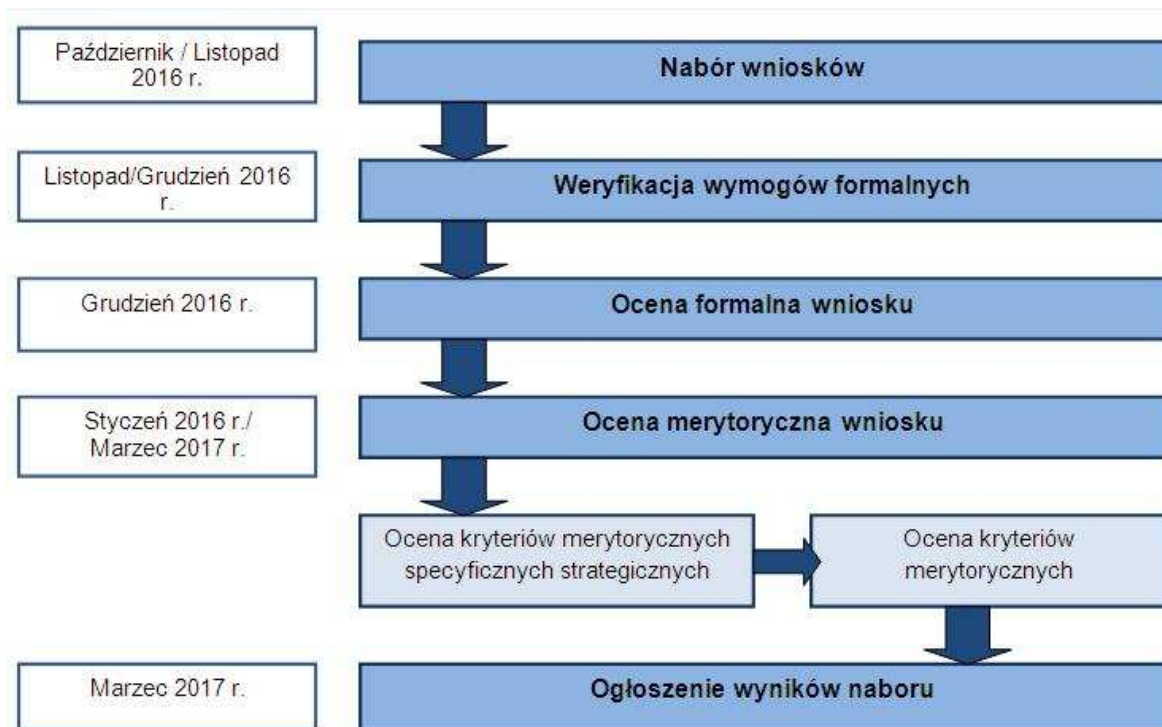 Październik / Listopad
2016 r.
Nabór wniosków
Listopad/Grudzień 2016
r.
Weryfikacja wymogów formalnych
Grudzień 2016 r.
Ocena formalna wniosku
Styczeń 2016 r./
Marzec 2017 r.
Ocena merytoryczna wniosku
Ocena kryteriów merytorycznych
specyficznych strategicznych
Ocena kryteriów
merytorycznych
Marzec 2017 r.
Ogłoszenie wyników naboru